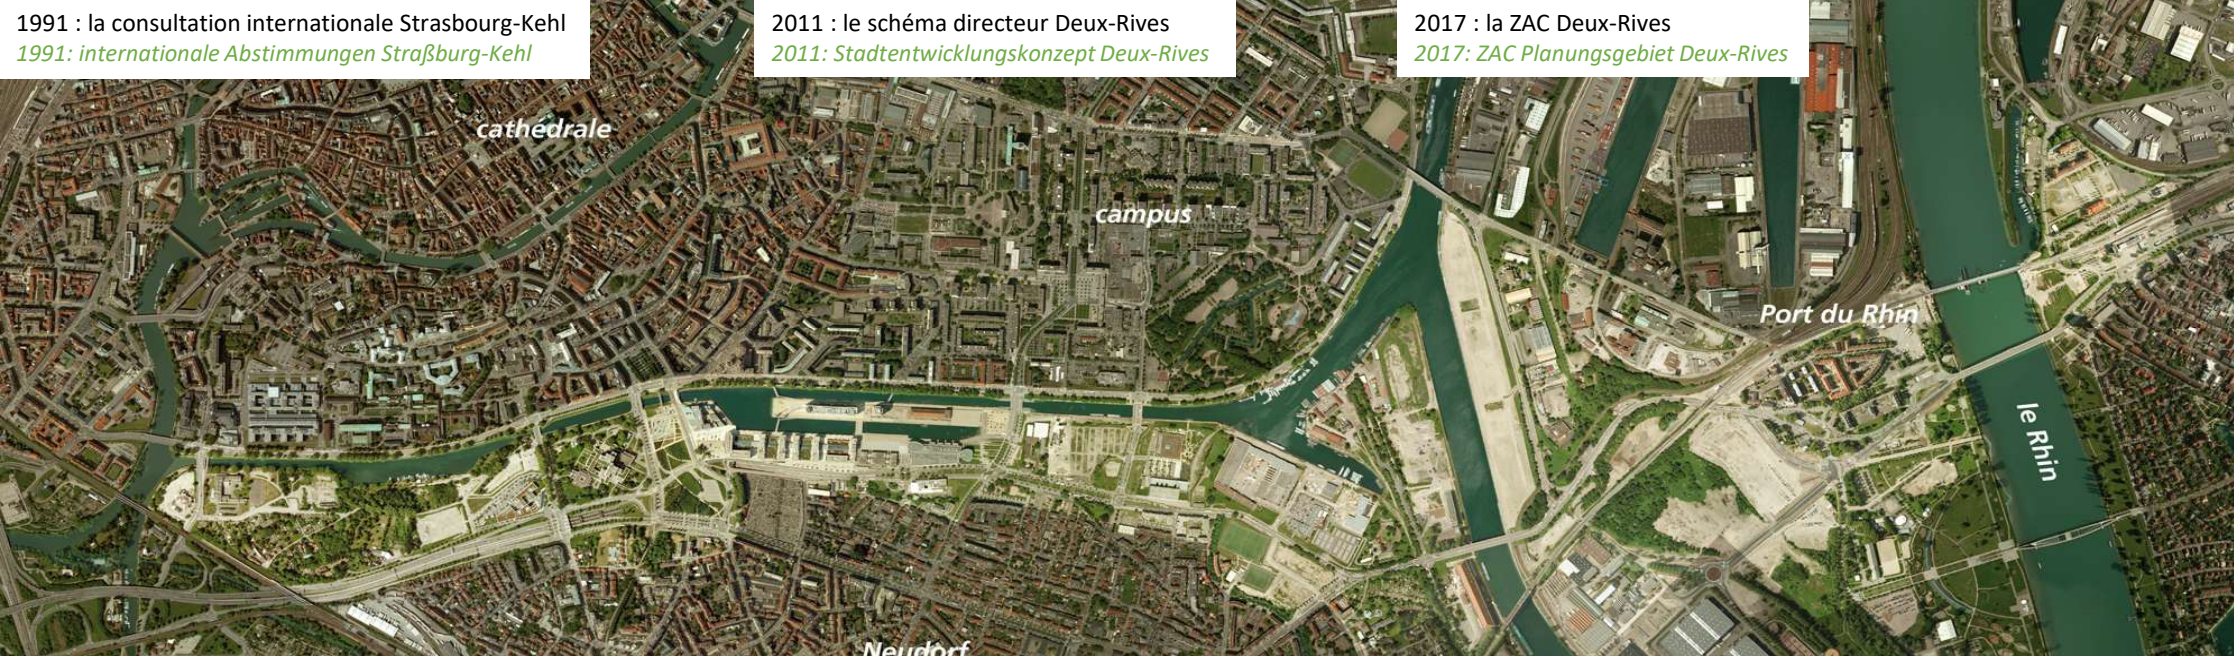 1991 : la consultation internationale Strasbourg-Kehl
1991: internationale Abstimmungen Straßburg-Kehl
2011 : le schéma directeur Deux-Rives
2011: Stadtentwicklungskonzept Deux-Rives
2017 : la ZAC Deux-Rives
2017: ZAC Planungsgebiet Deux-Rives
cathédrale
campus
Port du Rhin
le Rhin
Neudorf